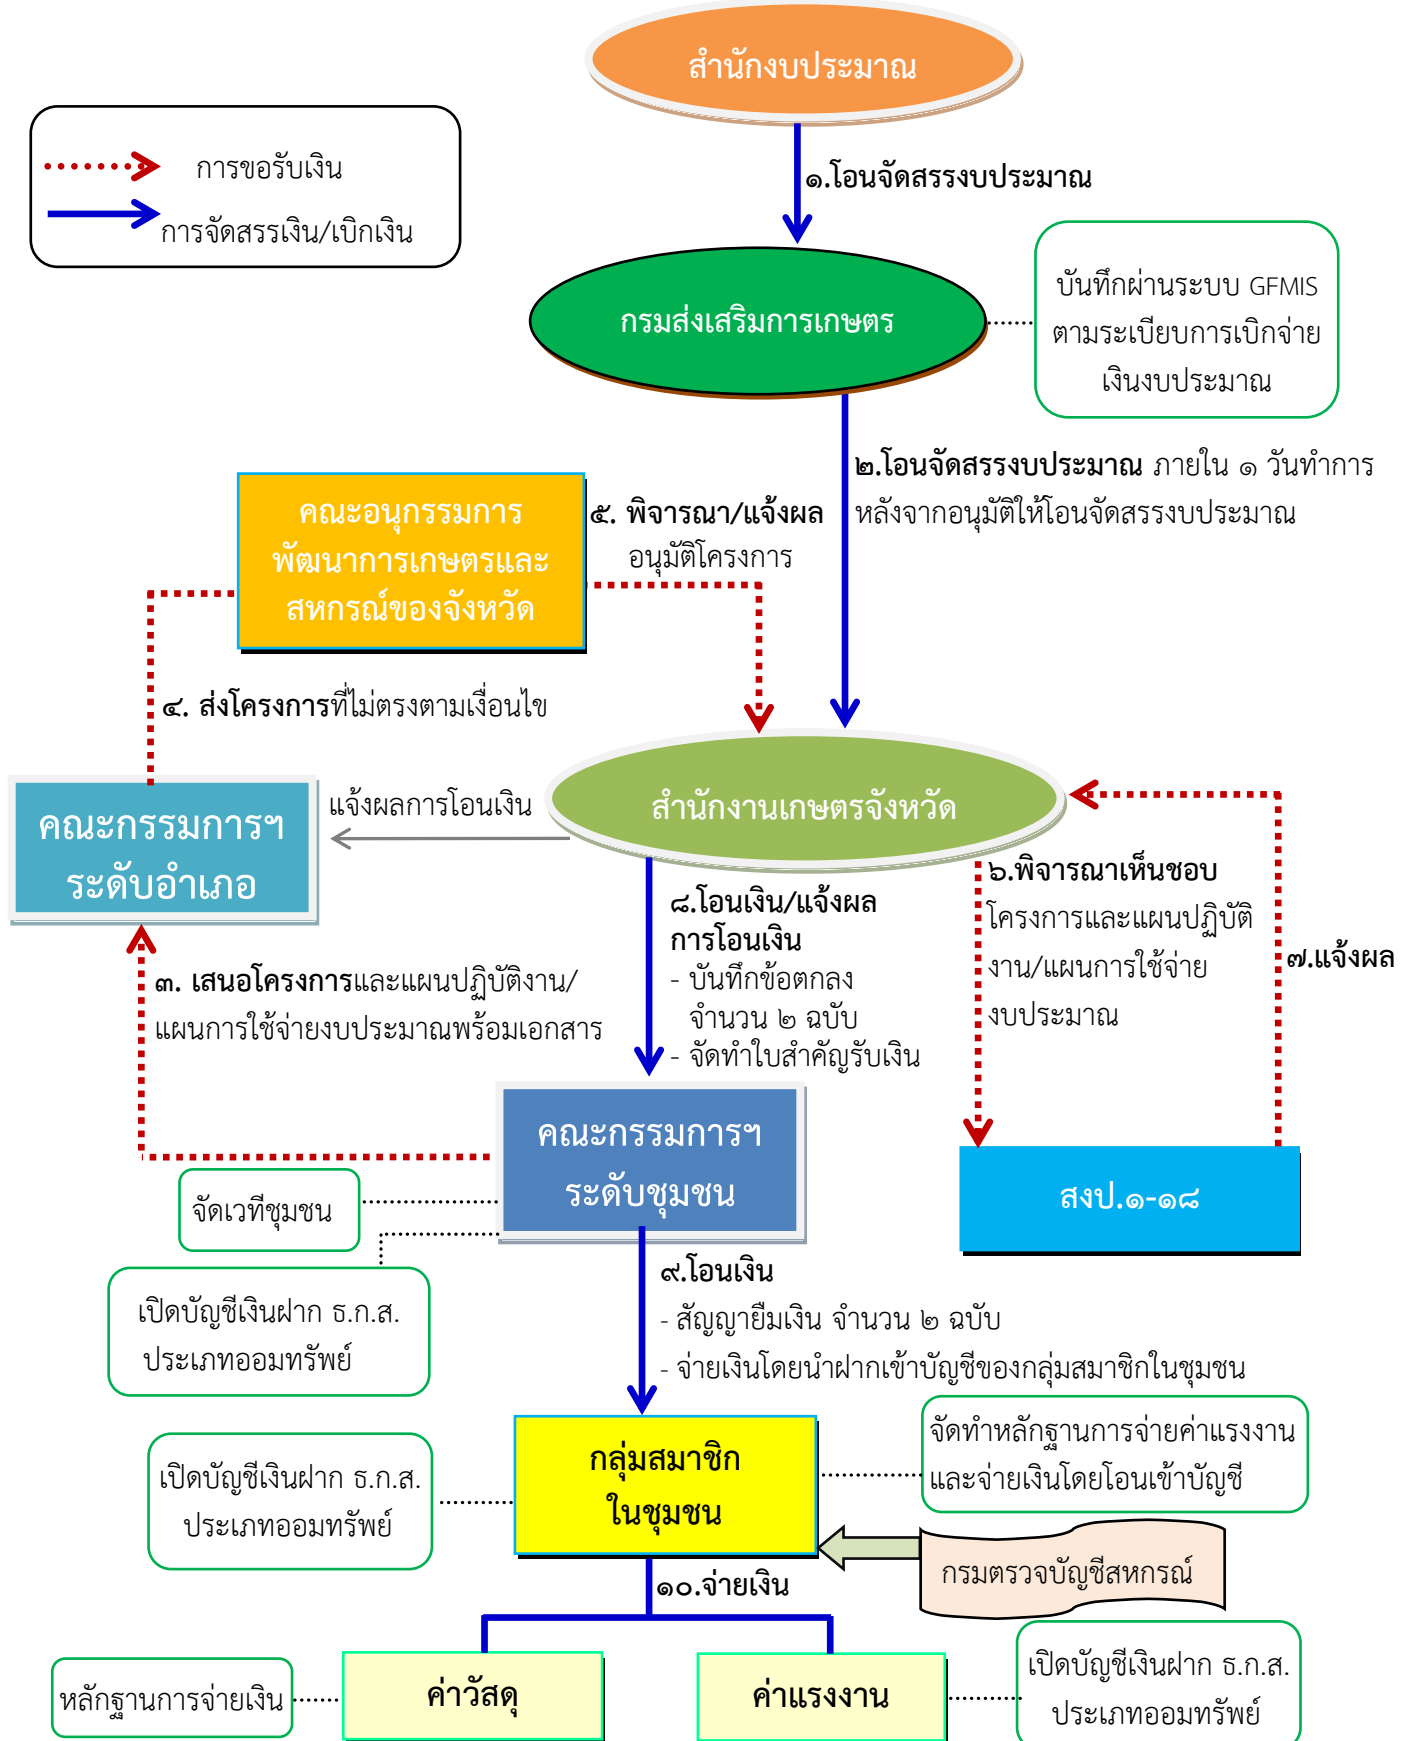 สำนักงบประมาณ
การขอรับเงิน
การจัดสรรเงิน/เบิกเงิน
๑.โอนจัดสรรงบประมาณ
กรมส่งเสริมการเกษตร
บันทึกผ่านระบบ GFMIS
ตามระเบียบการเบิกจ่าย
เงินงบประมาณ
๒.โอนจัดสรรงบประมาณ ภายใน ๑ วันทำการ
หลังจากอนุมัติให้โอนจัดสรรงบประมาณ
คณะอนุกรรมการ
พัฒนาการเกษตรและ
สหกรณ์ของจังหวัด
๕. พิจารณา/แจ้งผล
อนุมัติโครงการ
๔. ส่งโครงการที่ไม่ตรงตามเงื่อนไข
คณะกรรมการฯ
ระดับอำเภอ
แจ้งผลการโอนเงิน
สำนักงานเกษตรจังหวัด
๘.โอนเงิน/แจ้งผล
การโอนเงิน
- บันทึกข้อตกลง
จำนวน ๒ ฉบับ
- จัดทำใบสำคัญรับเงิน
๖.พิจารณาเห็นชอบ
โครงการและแผนปฏิบัติ
งาน/แผนการใช้จ่าย
งบประมาณ
๗.แจ้งผล
๓. เสนอโครงการและแผนปฏิบัติงาน/
แผนการใช้จ่ายงบประมาณพร้อมเอกสาร
คณะกรรมการฯ
ระดับชุมชน
สงป.๑-๑๘
จัดเวทีชุมชน
เปิดบัญชีเงินฝาก ธ.ก.ส.
ประเภทออมทรัพย์
๙.โอนเงิน
- สัญญายืมเงิน จำนวน ๒ ฉบับ
- จ่ายเงินโดยนำฝากเข้าบัญชีของกลุ่มสมาชิกในชุมชน
เปิดบัญชีเงินฝาก ธ.ก.ส.
ประเภทออมทรัพย์
กลุ่มสมาชิก
ในชุมชน
จัดทำหลักฐานการจ่ายค่าแรงงาน
และจ่ายเงินโดยโอนเข้าบัญชี
กรมตรวจบัญชีสหกรณ์
๑๐.จ่ายเงิน
หลักฐานการจ่ายเงิน
ค่าวัสดุ
ค่าแรงงาน
เปิดบัญชีเงินฝาก ธ.ก.ส.
ประเภทออมทรัพย์